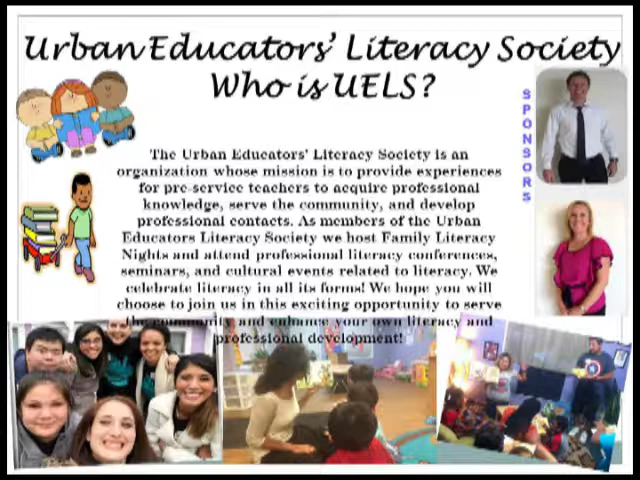 Urban Educators' Literacy Society
Who is UELS?
SPONSORS
The Urban Educators' Literacy Society is an
organization whose mission is to provide experiences
for pre-service teachers to acquire professional
knowledge, serve the community, and develop
professional contacts. As members of the Urban
Educators Literacy Society we host Family Literacy
Nights and attend professional literacy conferences,
seminars, and cultural events related to literacy. We
celebrate literacy in all its forms! We hope you will
choose to join us in this exciting opportunity to serve
the community and enhance your own literacy and
professional development!